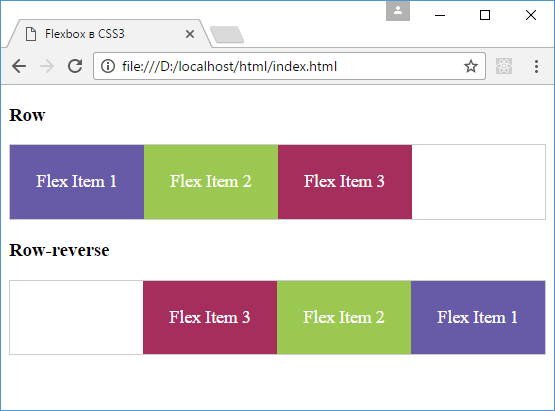 Flexbox в CSS3
file:///D:/localhost/html/index.html
Row
Flex Item 1 Flex Item 2 Flex Item 3
Row-reverse
Flex Item 3 Flex Item 2 Flex Item 1